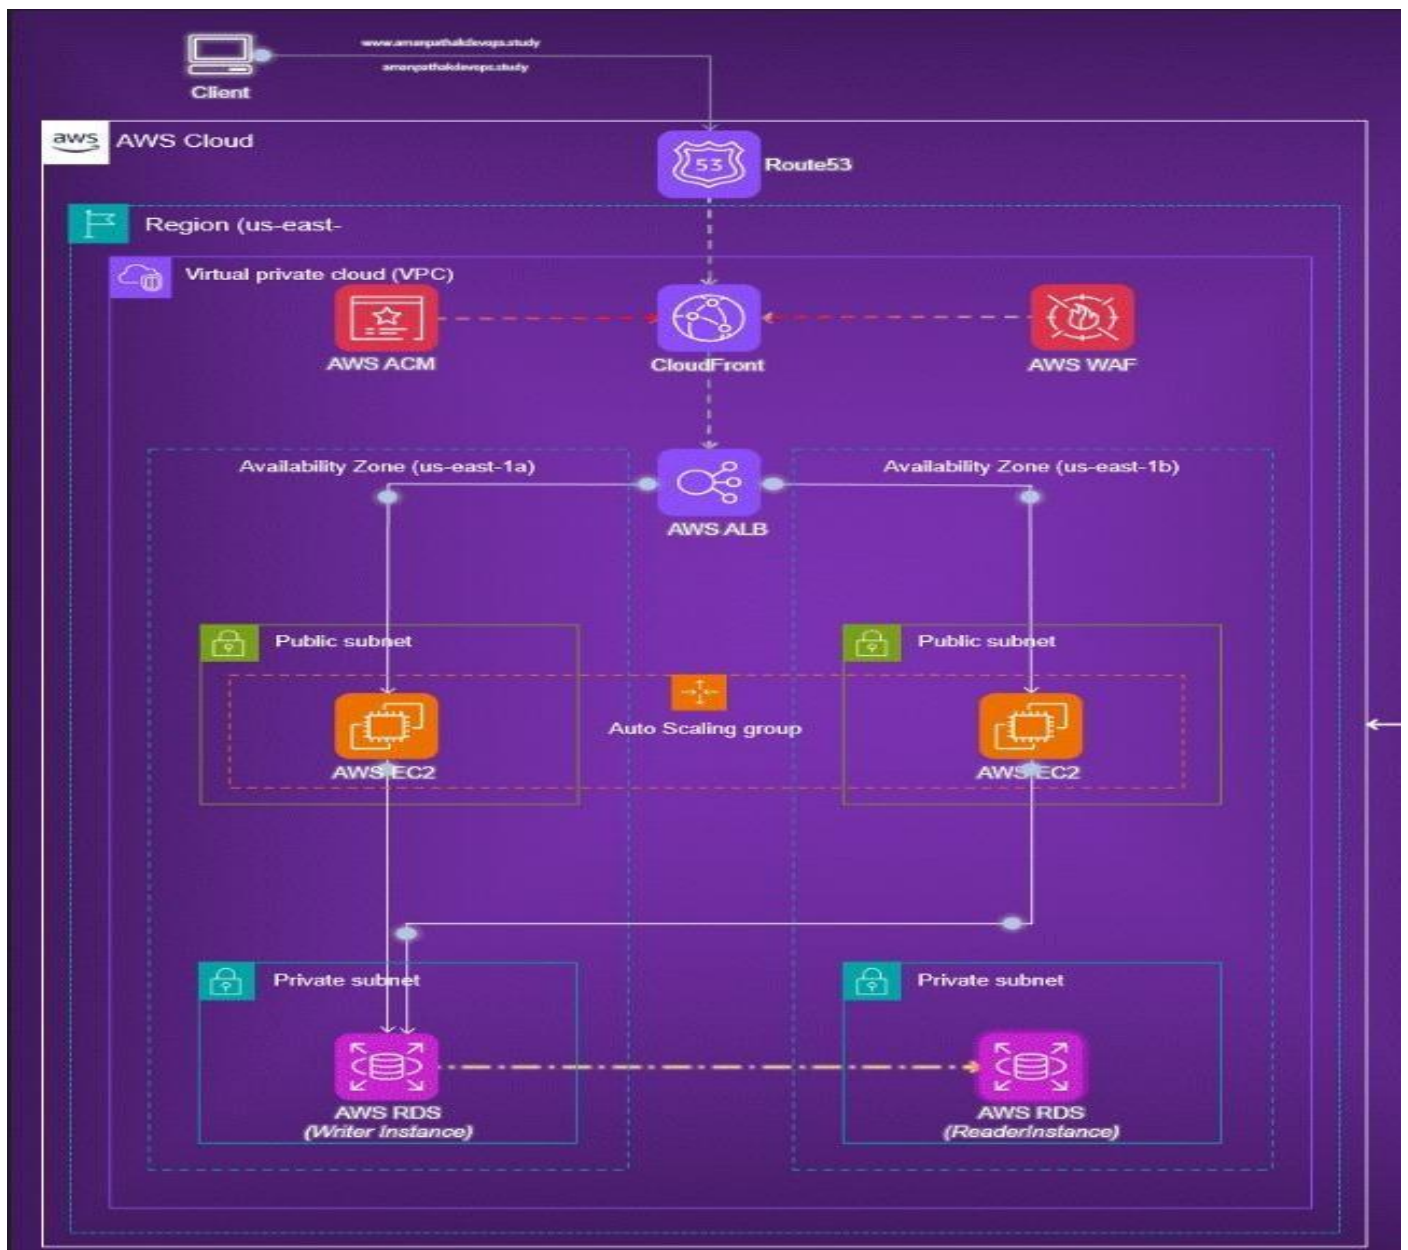 www.amanpathakdevops.study
amanpathakdevops.study
Client
aws
AWS Cloud
53
Route53
Region (us-east-
Virtual private cloud (VPC)
AWS ACM
CloudFront
AWS WAF
Availability Zone (us-east-1a)
Availability Zone (us-east-1b)
AWS ALB
Public subnet
Public subnet
Auto Scaling group
AWS EC2
AWS EC2
Private subnet
Private subnet
AWS RDS
(Writer Instance)
AWS RDS
(ReaderInstance)